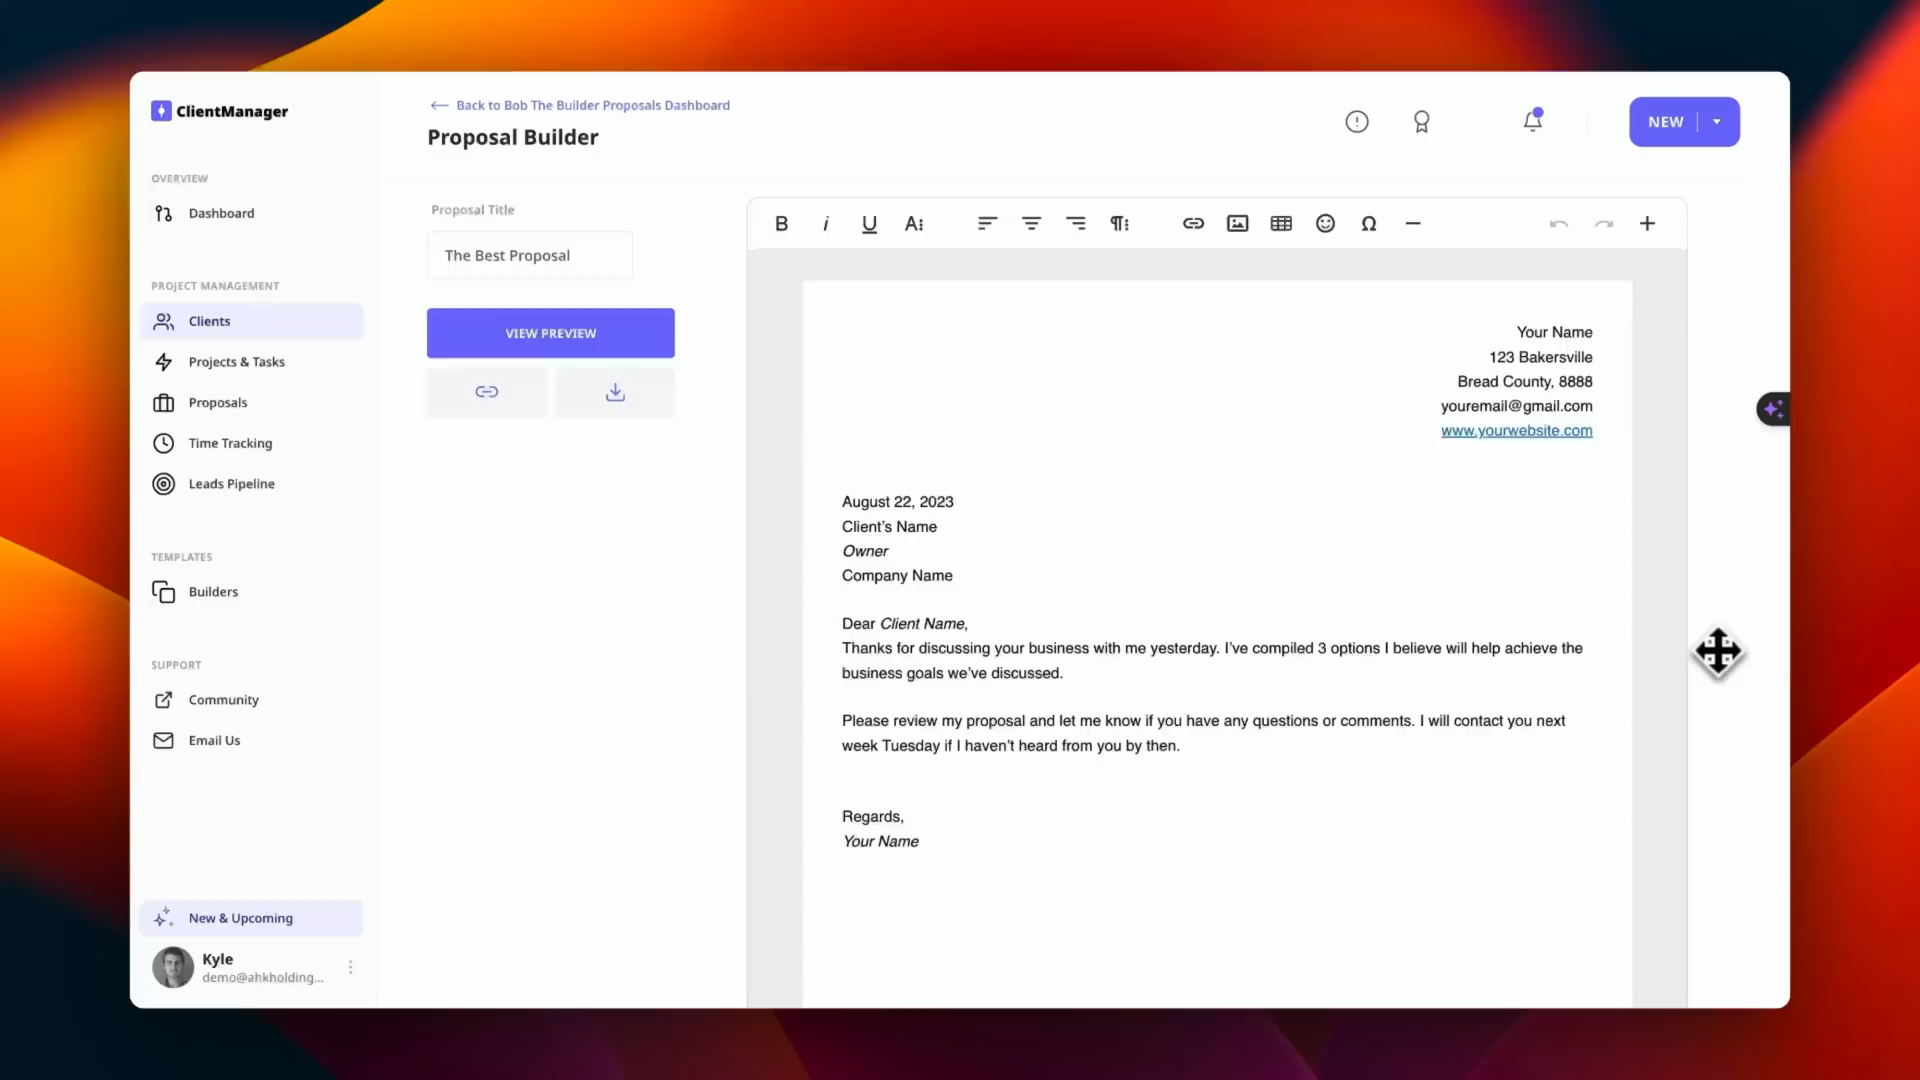 ClientManager
OVERVIEW
Dashboard
PROJECT MANAGEMENT
Clients
Projects & Tasks
Proposals
Time Tracking
Leads Pipeline
TEMPLATES
Builders
SUPPORT
Community
Email Us
New & Upcoming
Kyle
demo@ahkholding...
Back to Bob The Builder Proposals Dashboard
Proposal Builder
NEW
Proposal Title
The Best Proposal
VIEW PREVIEW
B i U A
Your Name
123 Bakersville
Bread County, 8888
youremail@gmail.com
www.yourwebsite.com
August 22, 2023
Client’s Name
Owner
Company Name
Dear Client Name,
Thanks for discussing your business with me yesterday. I’ve compiled 3 options I believe will help achieve the
business goals we’ve discussed.
Please review my proposal and let me know if you have any questions or comments. I will contact you next
week Tuesday if I haven’t heard from you by then.
Regards,
Your Name